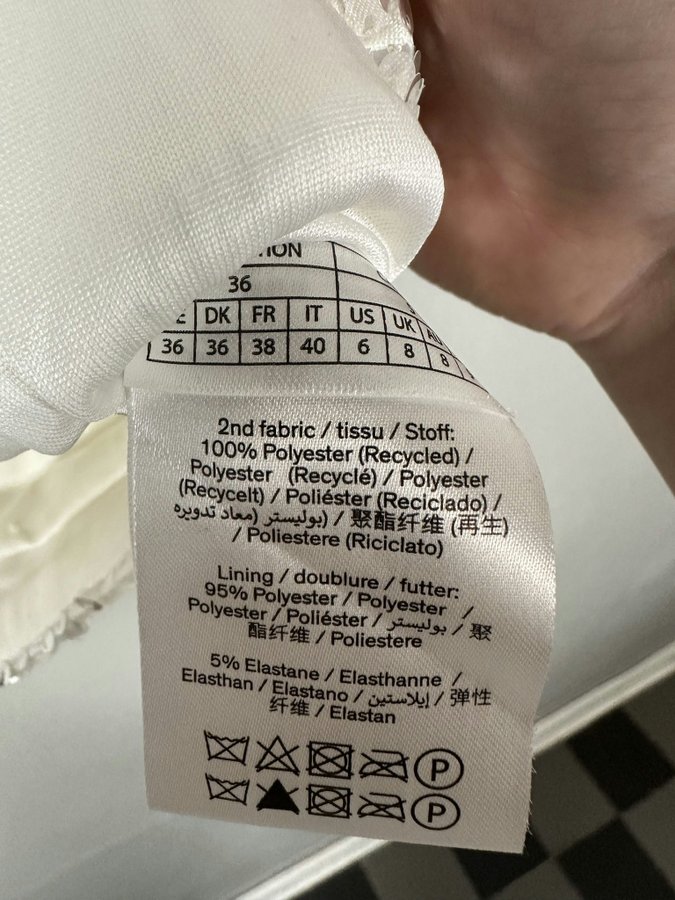 36
DK FR IT US UK
36 36 38 40 6 8 8
2nd fabric / tissu / Stoff:
100% Polyester (Recycled) /
Polyester (Recyclé) / Polyester
(Recycelt) / Poliéster (Reciclado) /
بوليستر (معاد تدويره) / 聚酯纤维 (再生)
/ Poliestere (Riciclato)
Lining / doublure / futter:
95% Polyester / Polyester /
Polyester / Poliéster / بوليستر / 聚
酯纤维 / Poliestere
5% Elastane / Elasthanne /
Elasthan / Elastano / إيلاستين / 弹性
纤维 / Elastan
P
P